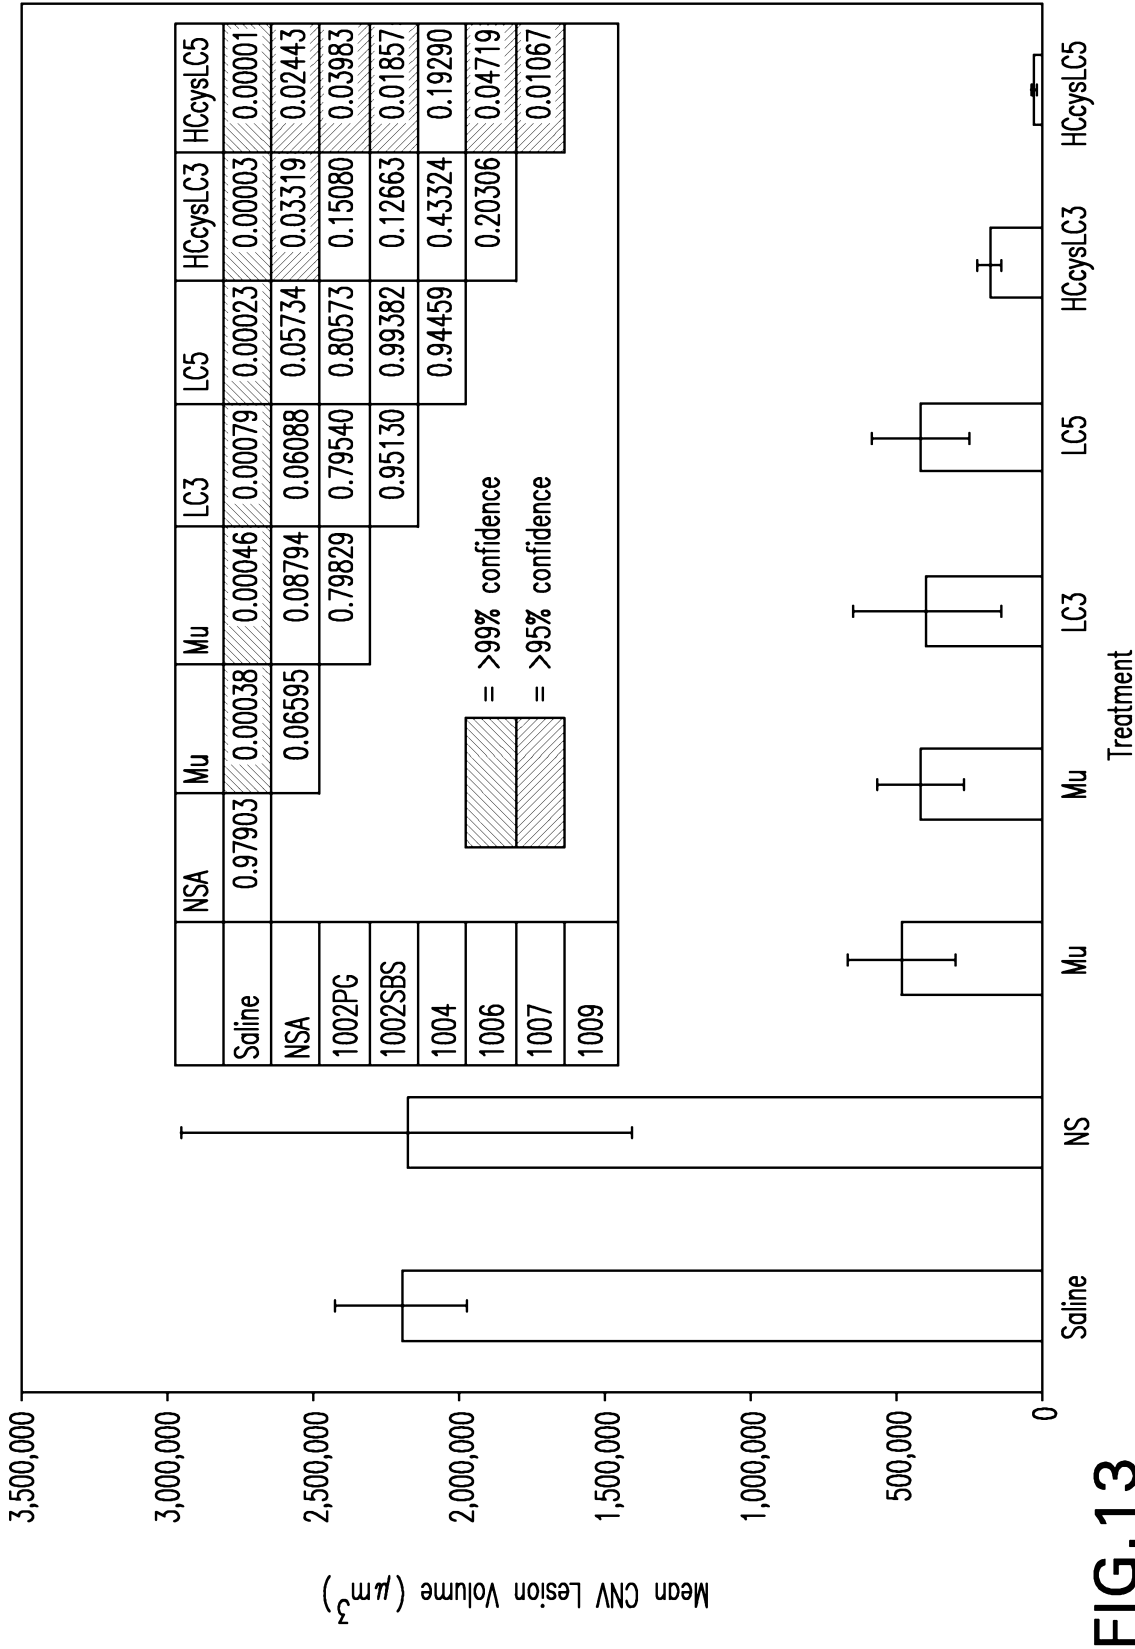 3,500,000
3,000,000
2,500,000
2,000,000
1,500,000
1,000,000
500,000
0
Mean CNV Lesion Volume (μm³)
NSA Mu Mu LC3 LC5 HCcysLC3 HCcysLC5
Saline 0.97903 0.00038 0.00046 0.00079 0.00023 0.00003 0.00001
NSA 0.06595 0.08794 0.06088 0.05734 0.03319 0.02443
1002PG 0.79829 0.79540 0.80573 0.15080 0.03983
1002SBS 0.95130 0.99382 0.12663 0.01857
1004 0.94459 0.43324 0.19290
1006 0.20306 0.04719
1007 0.01067
1009
= >99% confidence
= >95% confidence
Saline NS Mu Mu LC3 LC5 HCcysLC3 HCcysLC5
Treatment
FIG. 13